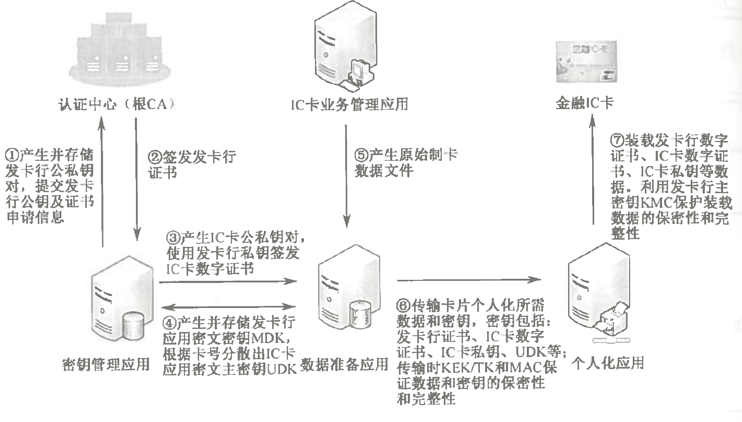 认证中心（根CA）
IC卡业务管理应用
金融IC卡
①产生并存储
发卡行公私钥
对，提交发卡
行公钥及证书
申请信息
②签发发卡行
证书
⑤产生原始制卡
数据文件
⑦装载发卡行数字
证书、IC卡数字证
书、IC卡私钥等数
据。利用发卡行主
密钥KMC保护装载
数据的保密性和完
整性
③产生IC卡公私钥对，
使用发卡行私钥签发
IC卡数字证书
④产生并存储发卡行
应用密文密钥MDK，
根据卡号分散出IC卡
应用密文主密钥UDK
⑥传输卡片个人化所需
数据和密钥，密钥包括：
发卡行证书、IC卡数字
证书、IC卡私钥、UDK等；
传输时KEK/TK和MAC保
证数据和密钥的保密性
和完整性
密钥管理应用
数据准备应用
个人化应用